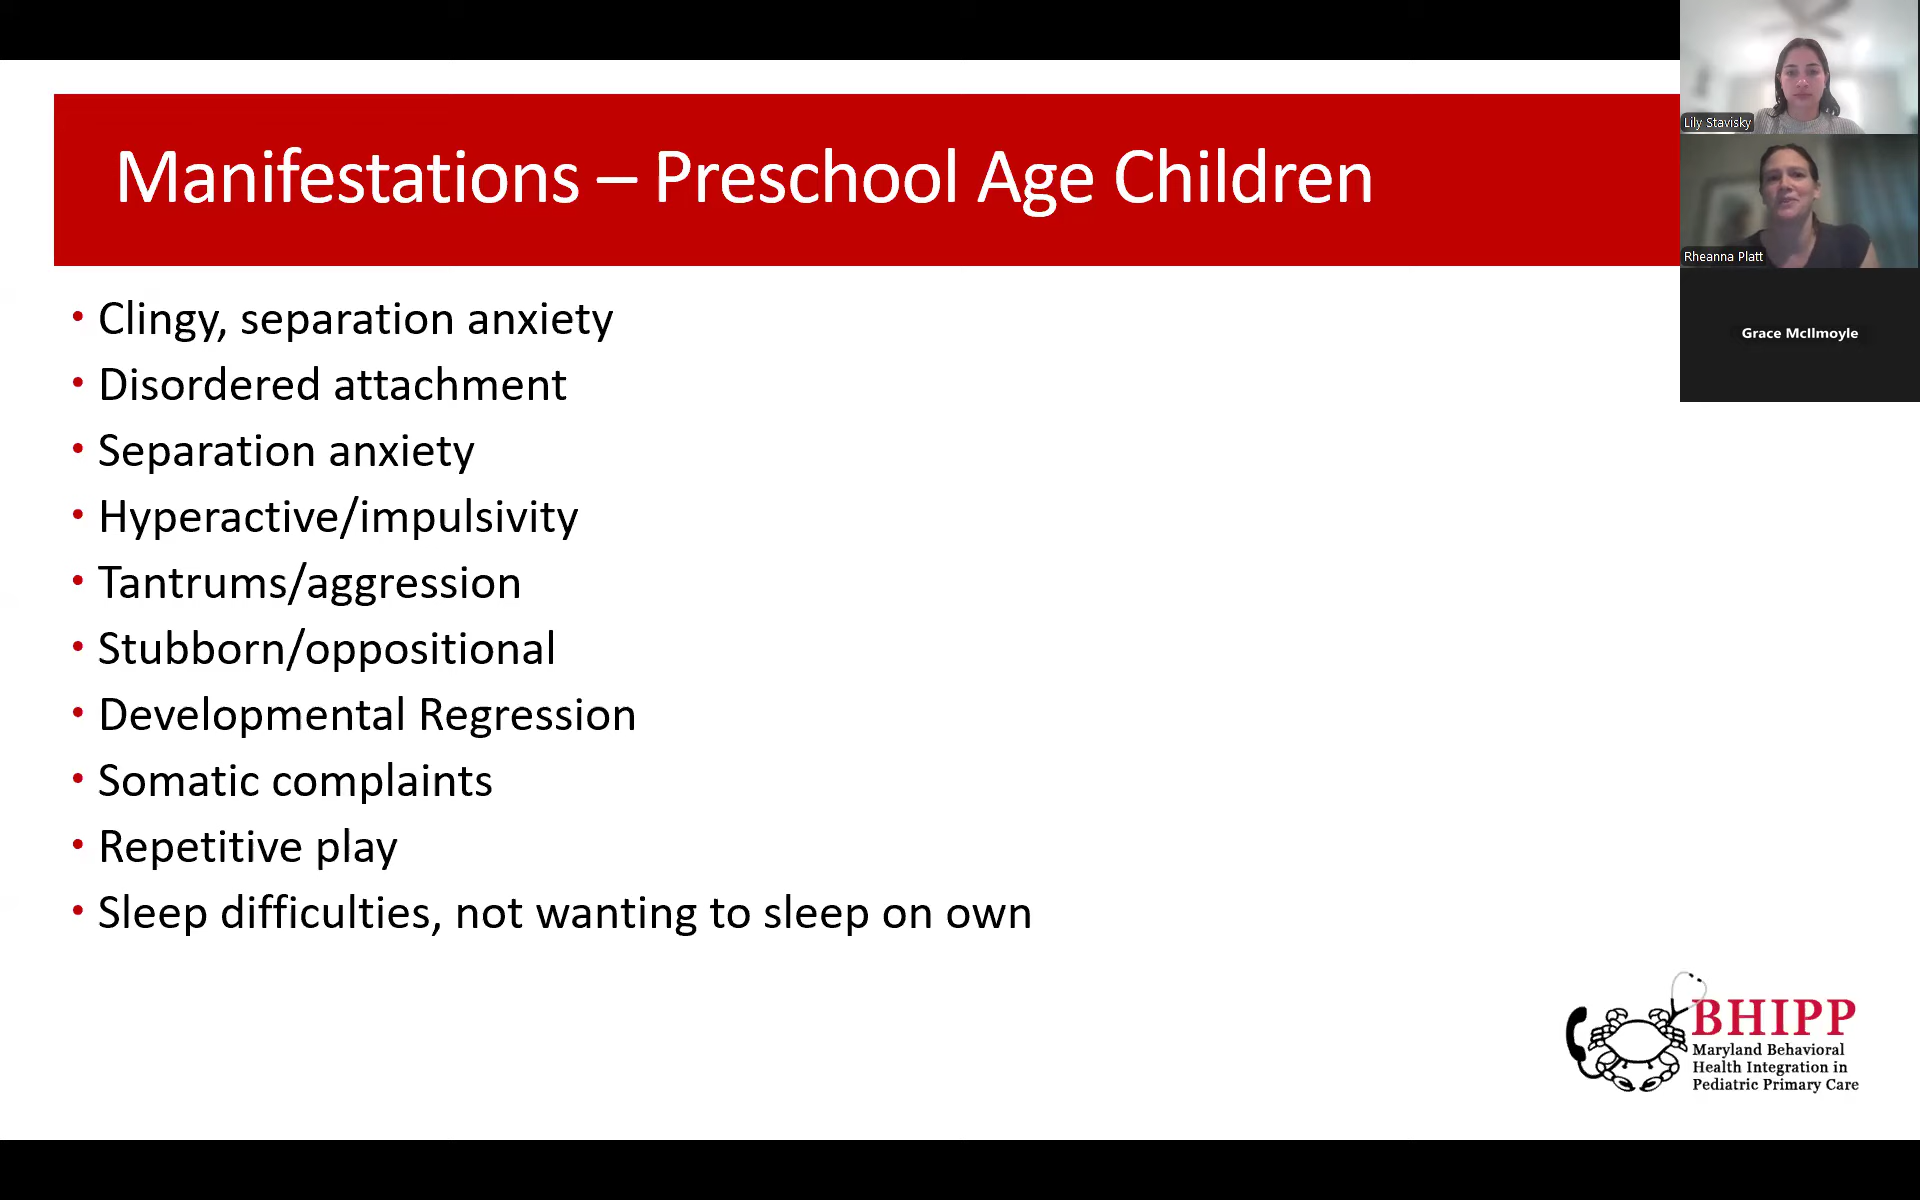 Manifestations – Preschool Age Children
• Clingy, separation anxiety
• Disordered attachment
• Separation anxiety
• Hyperactive/impulsivity
• Tantrums/aggression
• Stubborn/oppositional
• Developmental Regression
• Somatic complaints
• Repetitive play
• Sleep difficulties, not wanting to sleep on own
Lily Stavisky
Rheanna Platt
Grace McIlmoyle
BHIPP
Maryland Behavioral
Health Integration in
Pediatric Primary Care